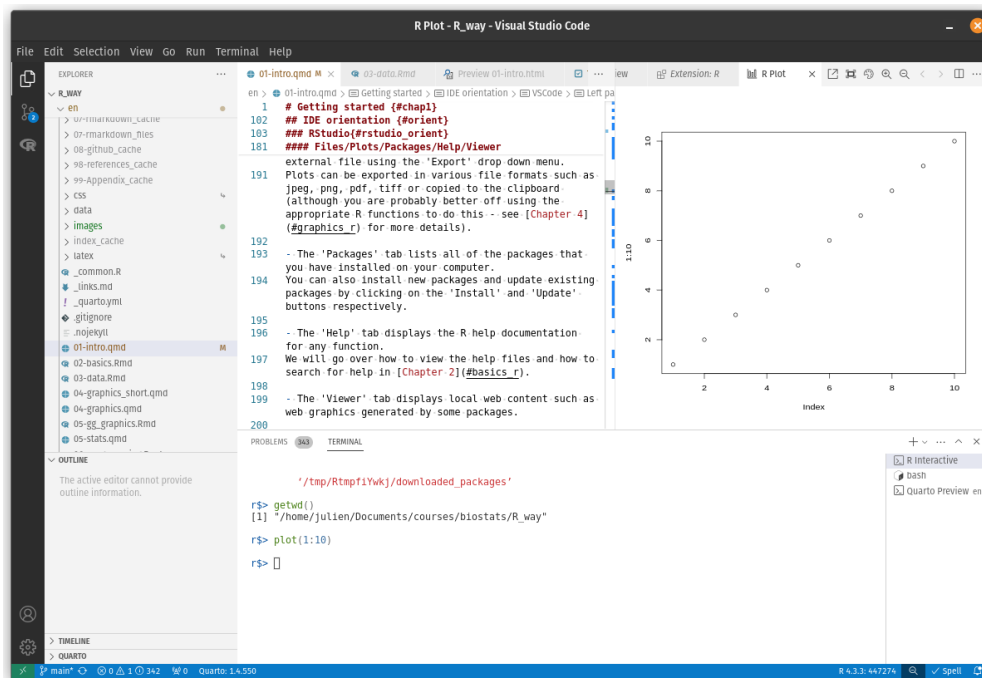 R Plot - R_way - Visual Studio Code
File Edit Selection View Go Run Terminal Help
EXPLORER
R_WAY
en
07-rmarkdown_cache
07-rmarkdown_files
08-github_cache
98-references_cache
99-Appendix_cache
css
data
images
index_cache
latex
_common.R
_links.md
_quarto.yml
.gitignore
.nojekyll
01-intro.qmd M
02-basics.Rmd
03-data.Rmd
04-graphics_short.qmd
04-graphics.qmd
05-gg_graphics.Rmd
05-stats.qmd
OUTLINE
The active editor cannot provide
outline information.
TIMELINE
QUARTO
01-intro.qmd M 03-data.Rmd Preview 01-intro.html
en > 01-intro.qmd > Getting started > IDE orientation > VSCode > Left pa
1 # Getting started {#chap1}
102 ## IDE orientation {#orient}
103 ### RStudio{#rstudio_orient}
181 #### Files/Plots/Packages/Help/Viewer
external file using the 'Export' drop down menu.
191 Plots can be exported in various file formats such as
jpeg, png, pdf, tiff or copied to the clipboard
(although you are probably better off using the
appropriate R functions to do this - see [Chapter 4]
(#graphics_r) for more details).
192
193 - The 'Packages' tab lists all of the packages that
you have installed on your computer.
194 You can also install new packages and update existing
packages by clicking on the 'Install' and 'Update'
buttons respectively.
195
196 - The 'Help' tab displays the R help documentation
for any function.
197 We will go over how to view the help files and how to
search for help in [Chapter 2](#basics_r).
198
199 - The 'Viewer' tab displays local web content such as
web graphics generated by some packages.
200
iew Extension: R R Plot
10
8
6
4
2
1:10
2 4 6 8 10
Index
PROBLEMS 343 TERMINAL
'/tmp/RtmpfiYwkj/downloaded_packages'
r$> getwd()
[1] "/home/julien/Documents/courses/biostats/R_way"
r$> plot(1:10)
r$>
R Interactive
bash
Quarto Preview en
main* 0 1 342 0 Quarto: 1.4.550
R 4.3.3: 447274 Spell